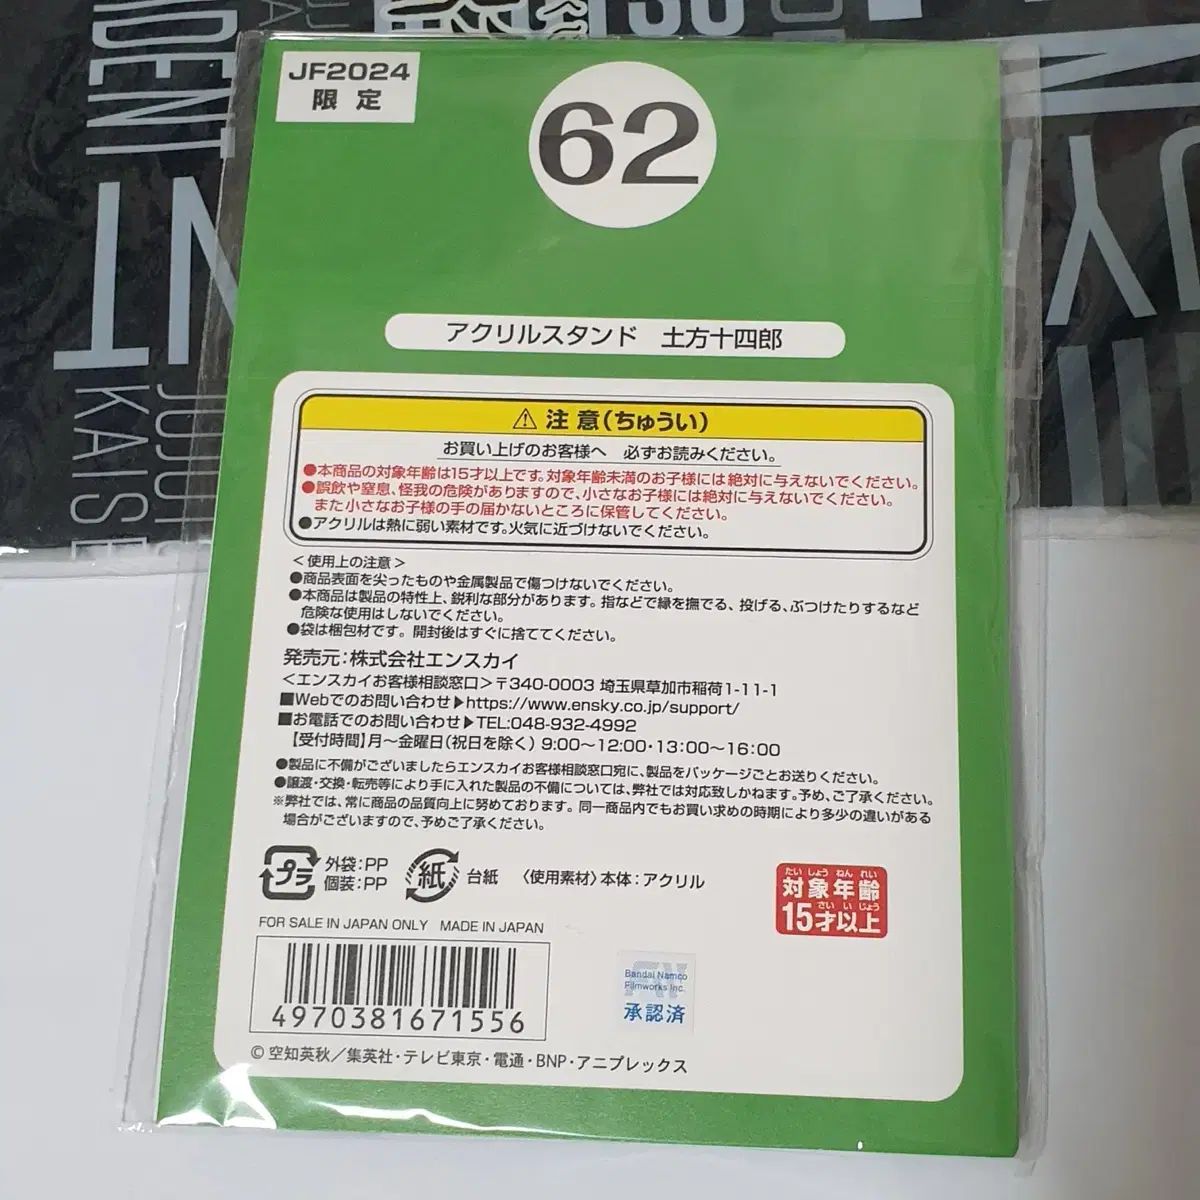 JF2024
限定
62
アクリルスタンド 土方十四郎
⚠注意(ちゅうい)
お買い上げのお客様へ 必ずお読みください。
●本商品の対象年齢は15才以上です。対象年齢未満のお子様には絶対に与えないでください。
●誤飲や窒息、怪我の危険がありますので、小さなお子様には絶対に与えないでください。
また小さなお子様の手の届かないところに保管してください。
●アクリルは熱に弱い素材です。火気に近づけないでください。
<使用上の注意>
●商品表面を尖ったものや金属製品で傷つけないでください。
●本商品は製品の特性上、鋭利な部分があります。指などで縁を撫でる、投げる、ぶつけたりするなど
危険な使用はしないでください。
●袋は梱包材です。開封後はすぐに捨ててください。
発売元:株式会社エンスカイ
<エンスカイお客様相談窓口>〒340-0003 埼玉県草加市稲荷1-11-1
■Webでのお問い合わせ▶https://www.ensky.co.jp/support/
■お電話でのお問い合わせ▶TEL:048-932-4992
【受付時間】月〜金曜日(祝日を除く) 9:00〜12:00・13:00〜16:00
●製品に不備がございましたらエンスカイお客様相談窓口宛に、製品をパッケージごとお送りください。
●譲渡・交換・転売等により手に入れた製品の不備については、弊社では対応致しかねます。予め、ご了承ください。
※弊社では、常に商品の品質向上に努めております。同一商品内でもお買い求めの時期により多少の違いがある
場合がございますので、予めご了承ください。
プラ 外袋:PP
個装:PP
紙 台紙 〈使用素材〉本体:アクリル
たいしょうねんれい
対象年齢
さいいじょう
15才以上
FOR SALE IN JAPAN ONLY MADE IN JAPAN
4970381671556
Bandai Namco
Filmworks Inc.
承認済
© 空知英秋/集英社・テレビ東京・電通・BNP・アニプレックス
IDENT
KAISE
JUJU